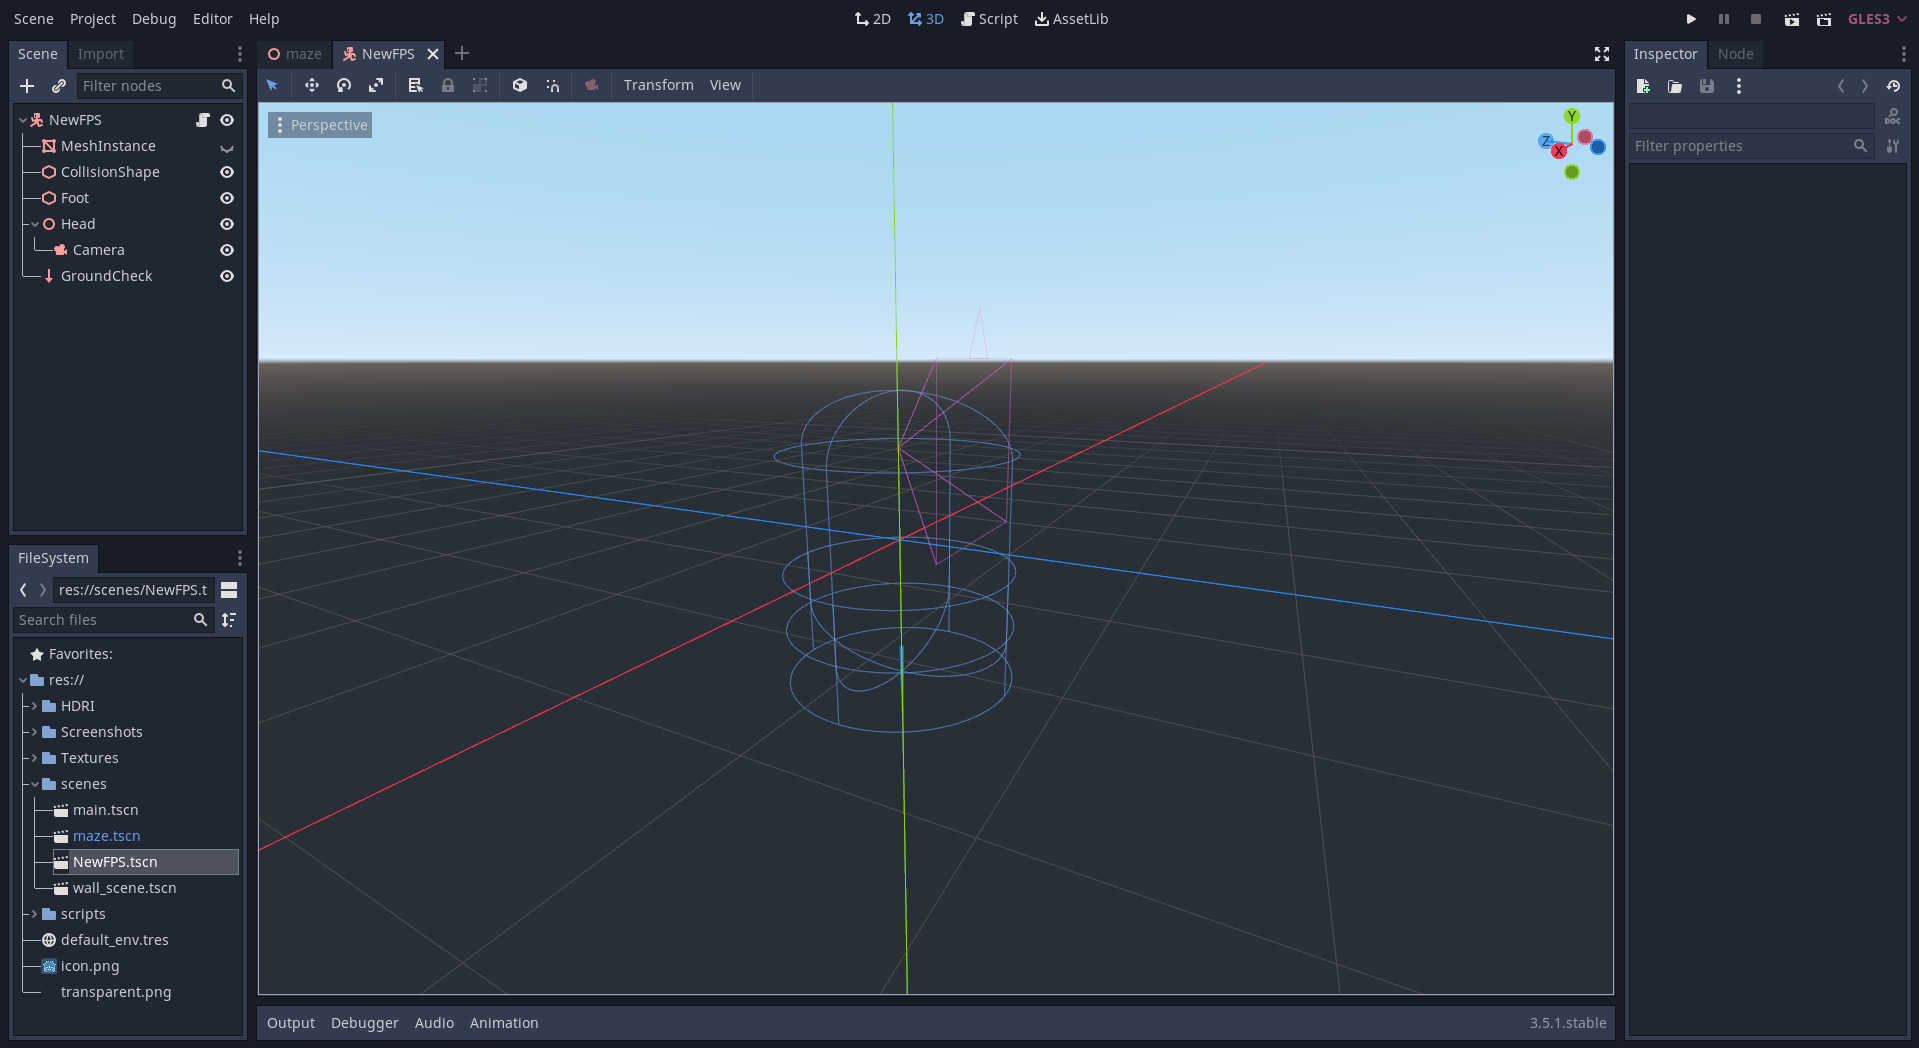 Scene Project Debug Editor Help 2D 3D Script AssetLib GLES3
Scene Import
Filter nodes
NewFPS
MeshInstance
CollisionShape
Foot
Head
Camera
GroundCheck
FileSystem
res://scenes/NewFPS.t
Search files
Favorites:
res://
HDRI
Screenshots
Textures
scenes
main.tscn
maze.tscn
NewFPS.tscn
wall_scene.tscn
scripts
default_env.tres
icon.png
transparent.png
maze NewFPS
Transform View
Perspective
Y
Z
X
Output Debugger Audio Animation 3.5.1.stable
Inspector Node
DOC
Filter properties